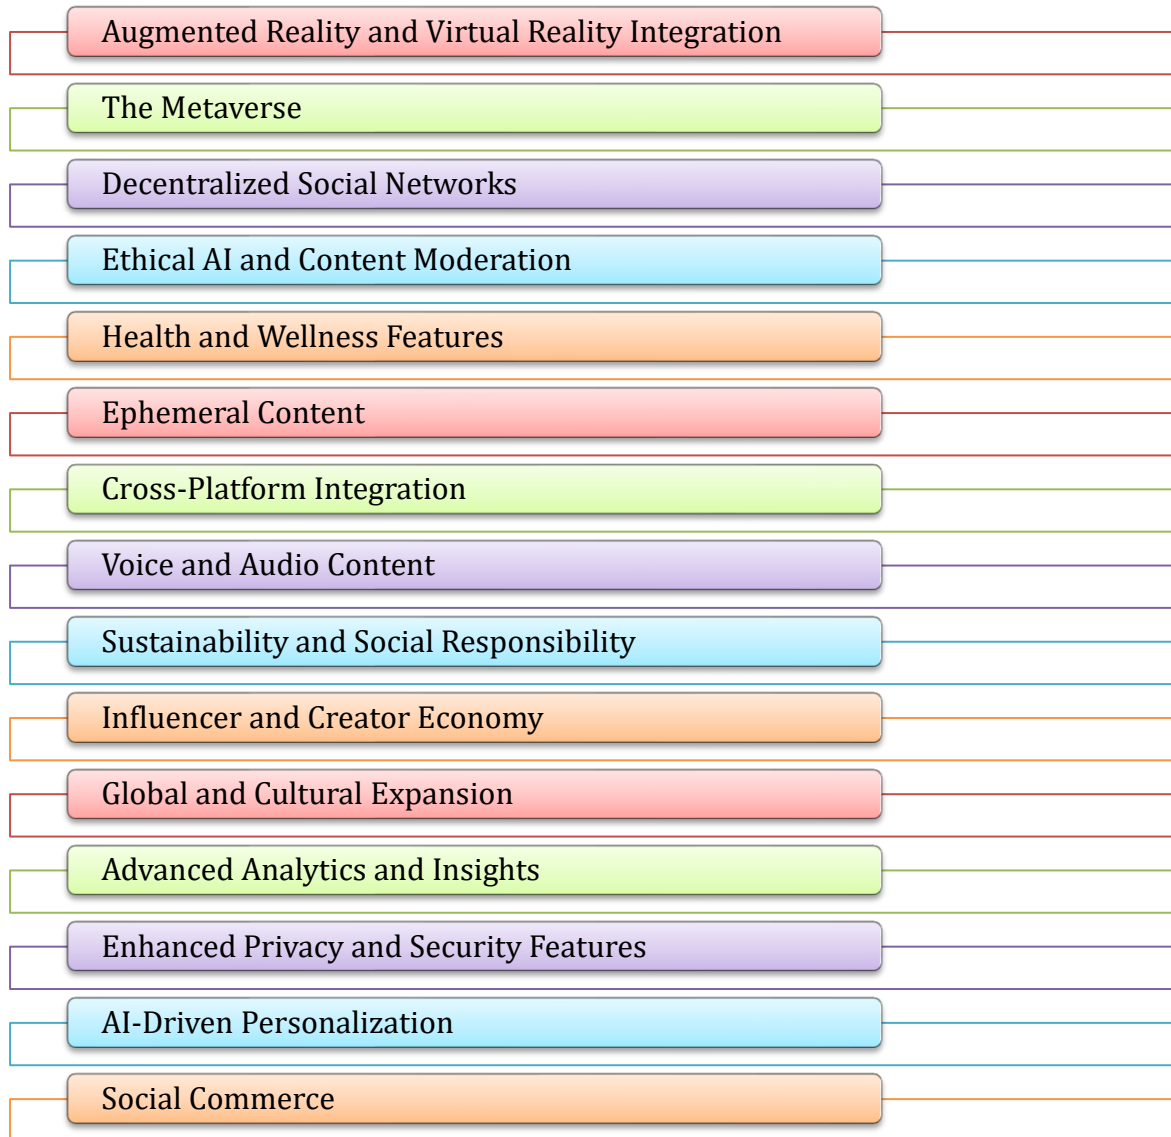 Augmented Reality and Virtual Reality Integration
The Metaverse
Decentralized Social Networks
Ethical AI and Content Moderation
Health and Wellness Features
Ephemeral Content
Cross-Platform Integration
Voice and Audio Content
Sustainability and Social Responsibility
Influencer and Creator Economy
Global and Cultural Expansion
Advanced Analytics and Insights
Enhanced Privacy and Security Features
AI-Driven Personalization
Social Commerce